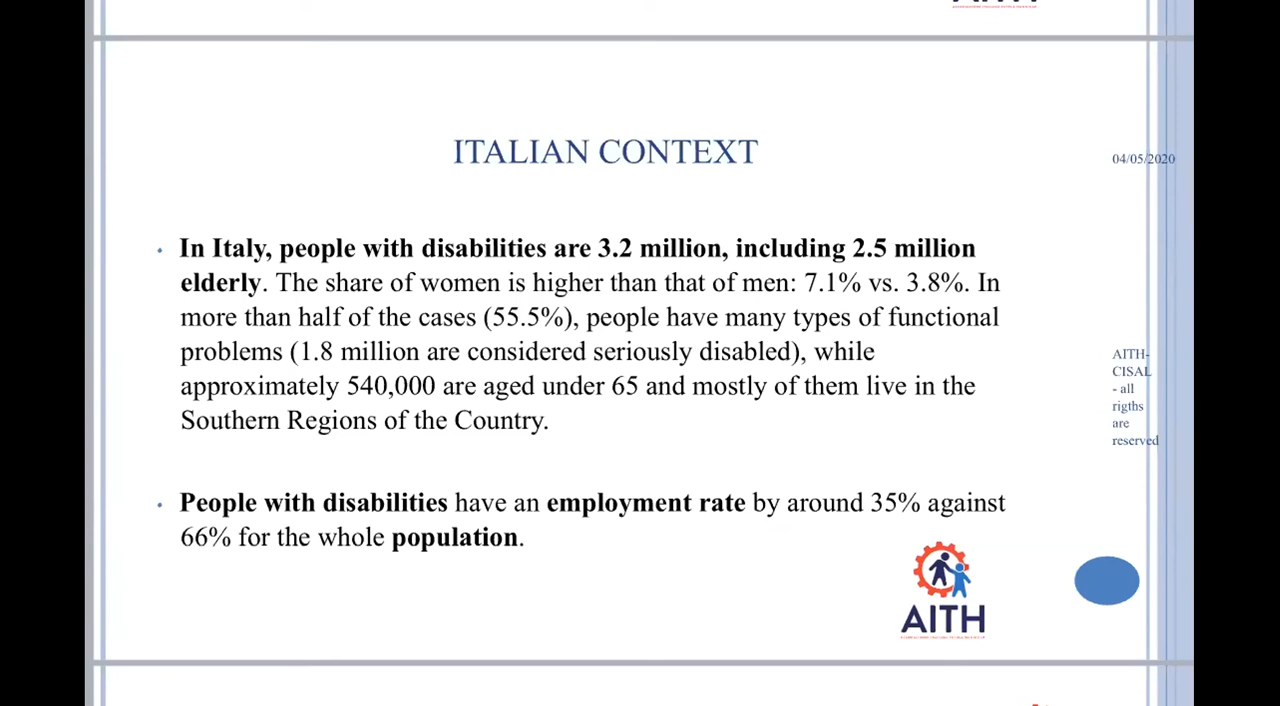 ITALIAN CONTEXT
04/05/2020
• In Italy, people with disabilities are 3.2 million, including 2.5 million
elderly. The share of women is higher than that of men: 7.1% vs. 3.8%. In
more than half of the cases (55.5%), people have many types of functional
problems (1.8 million are considered seriously disabled), while
approximately 540,000 are aged under 65 and mostly of them live in the
Southern Regions of the Country.
• People with disabilities have an employment rate by around 35% against
66% for the whole population.
AITH-
CISAL
- all
rigths
are
reserved
AITH